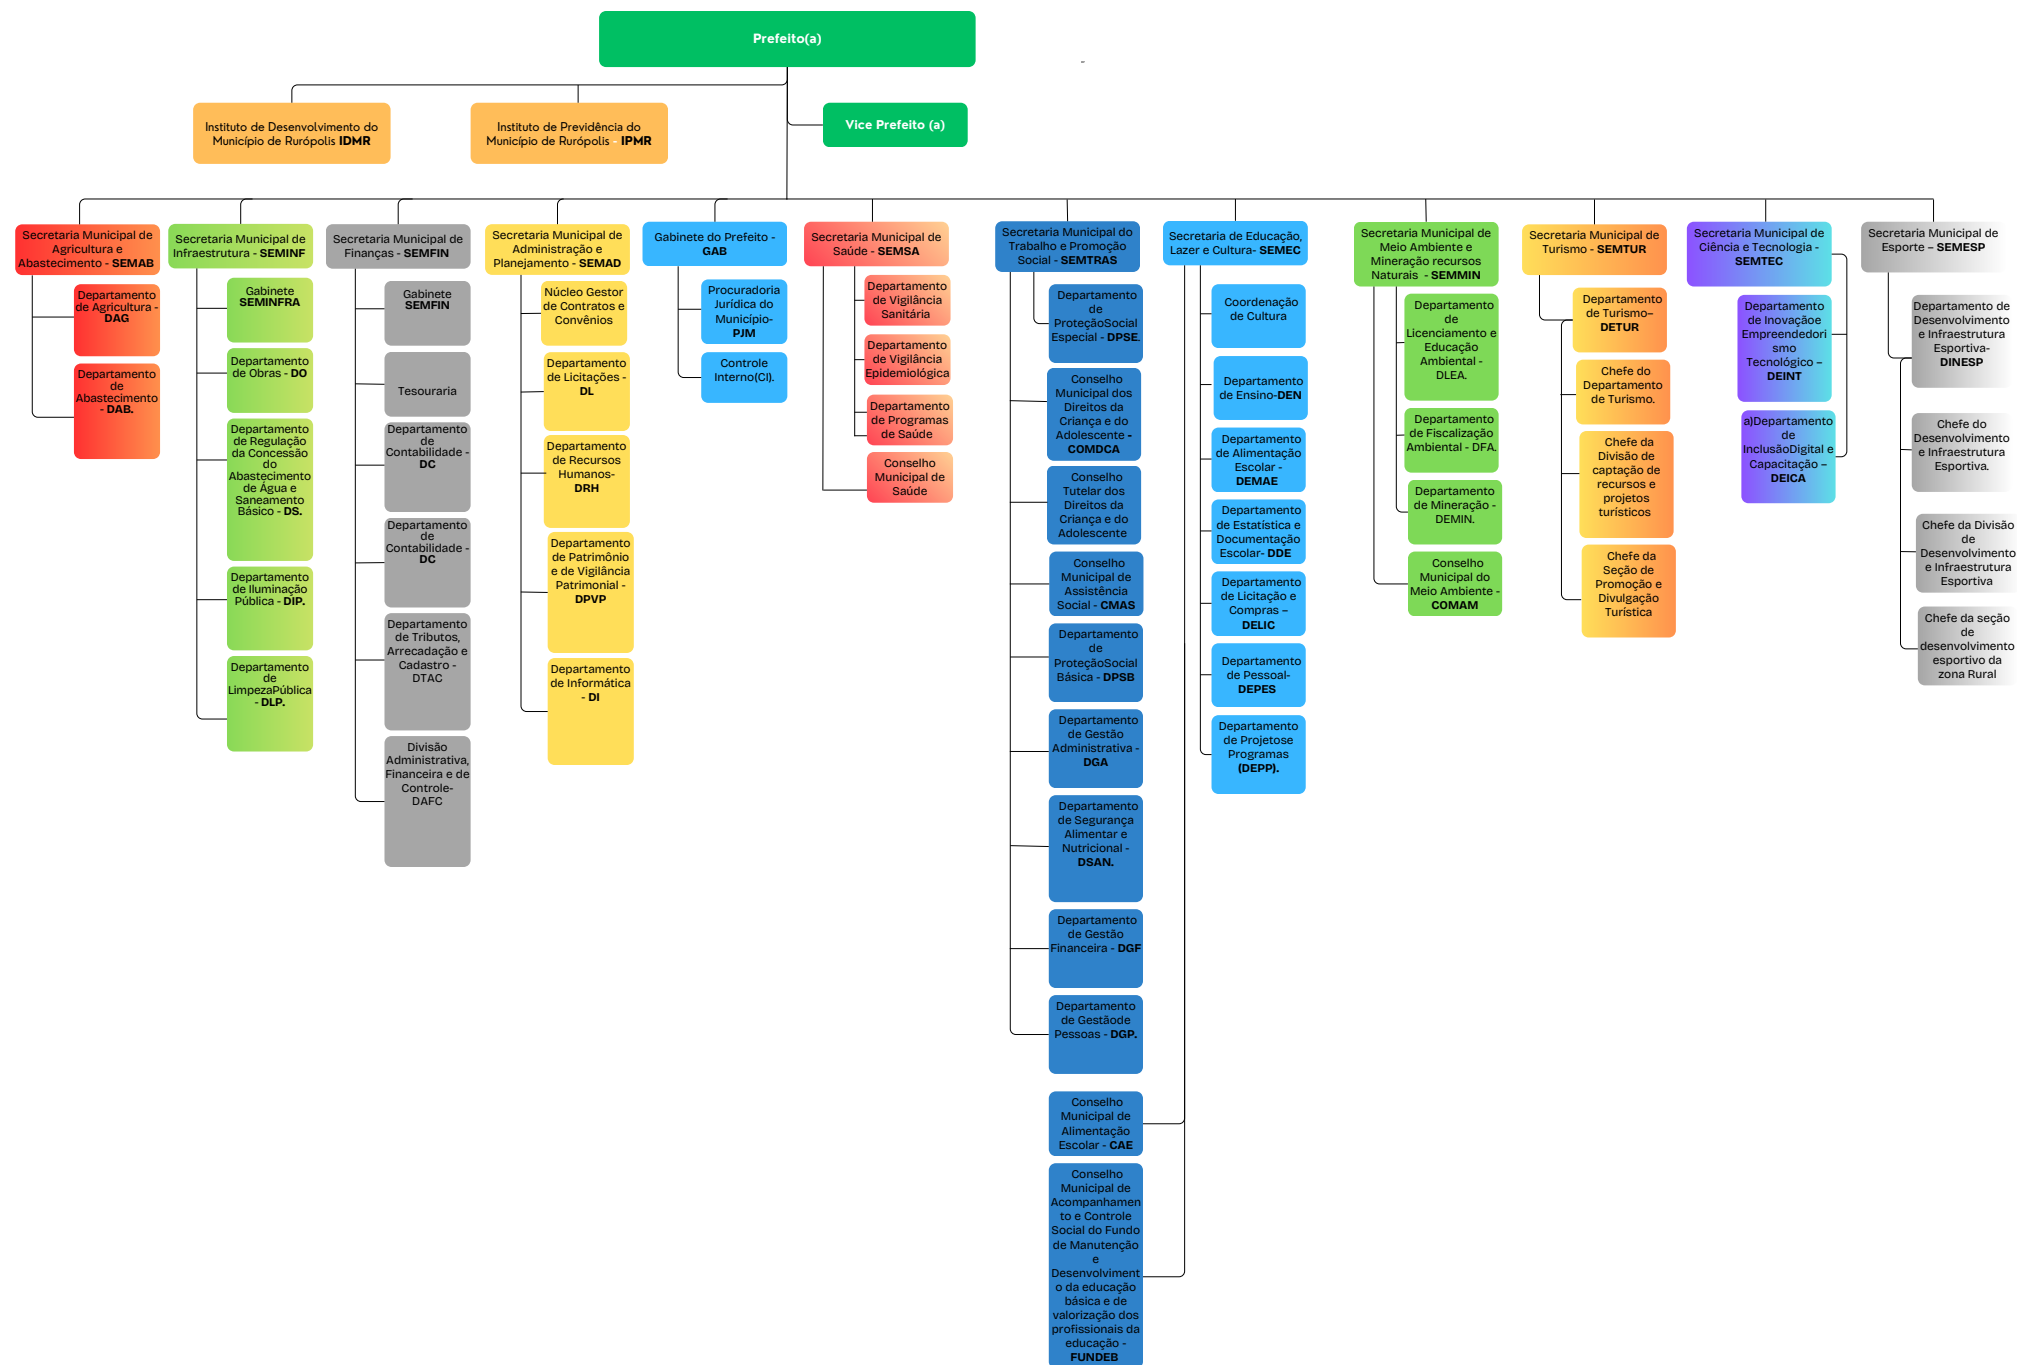 Prefeito(a)
-
Instituto de Desenvolvimento do
Município de Rurópolis IDMR
Instituto de Previdência do
Município de Rurópolis - IPMR
Vice Prefeito (a)
Secretaria Municipal de
Agricultura e
Abastecimento - SEMAB
Departamento
de Agricultura -
DAG
Departamento
de
Abastecimento
- DAB.
Secretaria Municipal de
Infraestrutura - SEMINF
Gabinete
SEMINFRA
Departamento
de Obras - DO
Departamento
de Regulação
da Concessão
do
Abastecimento
de Água e
Saneamento
Básico - DS.
Departamento
de Iluminação
Pública - DIP.
Departamento
de
LimpezaPública
- DLP.
Secretaria Municipal de
Finanças - SEMFIN
Gabinete
SEMFIN
Tesouraria
Departamento
de
Contabilidade -
DC
Departamento
de
Contabilidade -
DC
Departamento
de Tributos,
Arrecadação e
Cadastro -
DTAC
Divisão
Administrativa,
Financeira e de
Controle-
DAFC
Secretaria Municipal de
Administração e
Planejamento - SEMAD
Núcleo Gestor
de Contratos e
Convênios
Departamento
de Licitações -
DL
Departamento
de Recursos
Humanos-
DRH
Departamento
de Patrimônio
e de Vigilância
Patrimonial -
DPVP
Departamento
de Informática
- DI
Gabinete do Prefeito -
GAB
Procuradoria
Jurídica do
Município-
PJM
Controle
Interno(CI).
Secretaria Municipal de
Saúde - SEMSA
Departamento
de Vigilância
Sanitária
Departamento
de Vigilância
Epidemiológica
Departamento
de Programas
de Saúde
Conselho
Municipal de
Saúde
Secretaria Municipal do
Trabalho e Promoção
Social - SEMTRAS
Departamento
de
ProteçãoSocial
Especial - DPSE.
Conselho
Municipal dos
Direitos da
Criança e do
Adolescente -
COMDCA
Conselho
Tutelar dos
Direitos da
Criança e do
Adolescente
Conselho
Municipal de
Assistência
Social - CMAS
Departamento
de
ProteçãoSocial
Básica - DPSB
Departamento
de Gestão
Administrativa -
DGA
Departamento
de Segurança
Alimentar e
Nutricional -
DSAN.
Departamento
de Gestão
Financeira - DGF
Departamento
de Gestãode
Pessoas - DGP.
Conselho
Municipal de
Alimentação
Escolar - CAE
Conselho
Municipal de
Acompanhamen
to e Controle
Social do Fundo
de Manutenção
e
Desenvolviment
o da educação
básica e de
valorização dos
profissionais da
educação -
FUNDEB
Secretaria de Educação,
Lazer e Cultura- SEMEC
Coordenação
de Cultura
Departamento
de Ensino-DEN
Departamento
de Alimentação
Escolar -
DEMAE
Departamento
de Estatística e
Documentação
Escolar- DDE
Departamento
de Licitação e
Compras –
DELIC
Departamento
de Pessoal-
DEPES
Departamento
de Projetose
Programas
(DEPP).
Secretaria Municipal de
Meio Ambiente e
Mineração recursos
Naturais - SEMMIN
Departamento
de
Licenciamento e
Educação
Ambiental -
DLEA.
Departamento
de Fiscalização
Ambiental - DFA.
Departamento
de Mineração -
DEMIN.
Conselho
Municipal do
Meio Ambiente -
COMAM
Secretaria Municipal de
Turismo - SEMTUR
Departamento
de Turismo–
DETUR
Chefe do
Departamento
de Turismo.
Chefe da
Divisão de
captação de
recursos e
projetos
turísticos
Chefe da
Seção de
Promoção e
Divulgação
Turística
Secretaria Municipal de
Ciência e Tecnologia -
SEMTEC
Departamento
de Inovaçãoe
Empreendedori
smo
Tecnológico –
DEINT
a)Departamento
de
InclusãoDigital e
Capacitação –
DEICA
Secretaria Municipal de
Esporte – SEMESP
Departamento de
Desenvolvimento
e Infraestrutura
Esportiva-
DINESP
Chefe do
Desenvolvimento
e Infraestrutura
Esportiva.
Chefe da Divisão
de
Desenvolvimento
e Infraestrutura
Esportiva
Chefe da seção
de
desenvolvimento
esportivo da
zona Rural